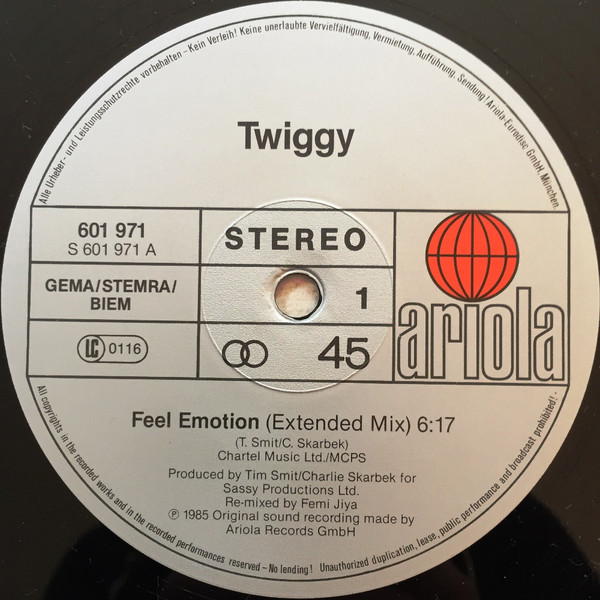 Alle Urheber- und Leistungsschutzrechte vorbehalten – Kein Verleih! Keine unerlaubte Vervielfältigung, Vermietung, Aufführung, Sendung! Ariola-Eurodisc GmbH, München.
Twiggy
601 971
S 601 971 A
STEREO
GEMA/STEMRA/
BIEM
1
LC 0116
45
ariola
Feel Emotion (Extended Mix) 6:17
(T. Smit/C. Skarbek)
Chartel Music Ltd./MCPS
Produced by Tim Smit/Charlie Skarbek for
Sassy Productions Ltd.
Re-mixed by Femi Jiya
Ⓟ 1985 Original sound recording made by
Ariola Records GmbH
All copyrights in the recorded works and in the recorded performances reserved – No lending! Unauthorized duplication, lease, public performance and broadcast prohibited!